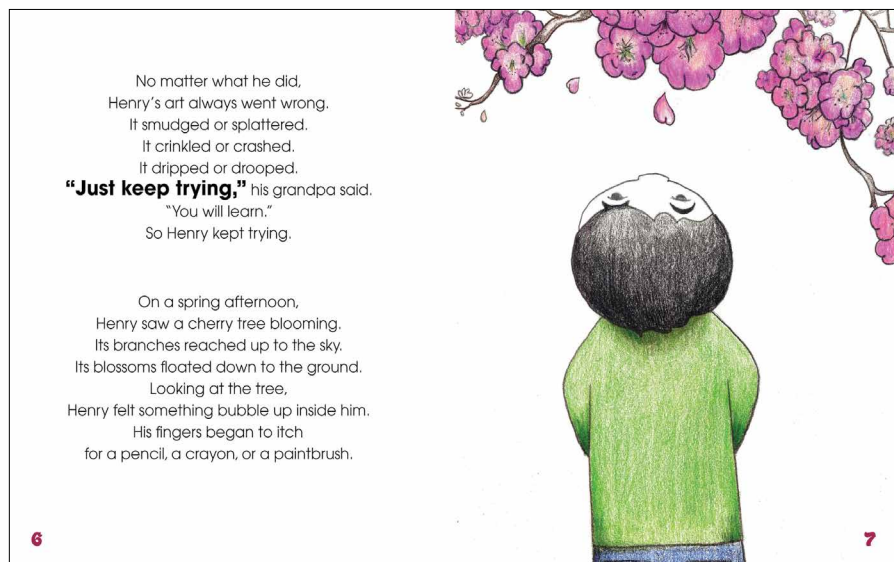 No matter what he did,
Henry's art always went wrong.
It smudged or splattered.
It crinkled or crashed.
It dripped or drooped.
“Just keep trying,” his grandpa said.
“You will learn.”
So Henry kept trying.
On a spring afternoon,
Henry saw a cherry tree blooming.
Its branches reached up to the sky.
Its blossoms floated down to the ground.
Looking at the tree,
Henry felt something bubble up inside him.
His fingers began to itch
for a pencil, a crayon, or a paintbrush.
6
7